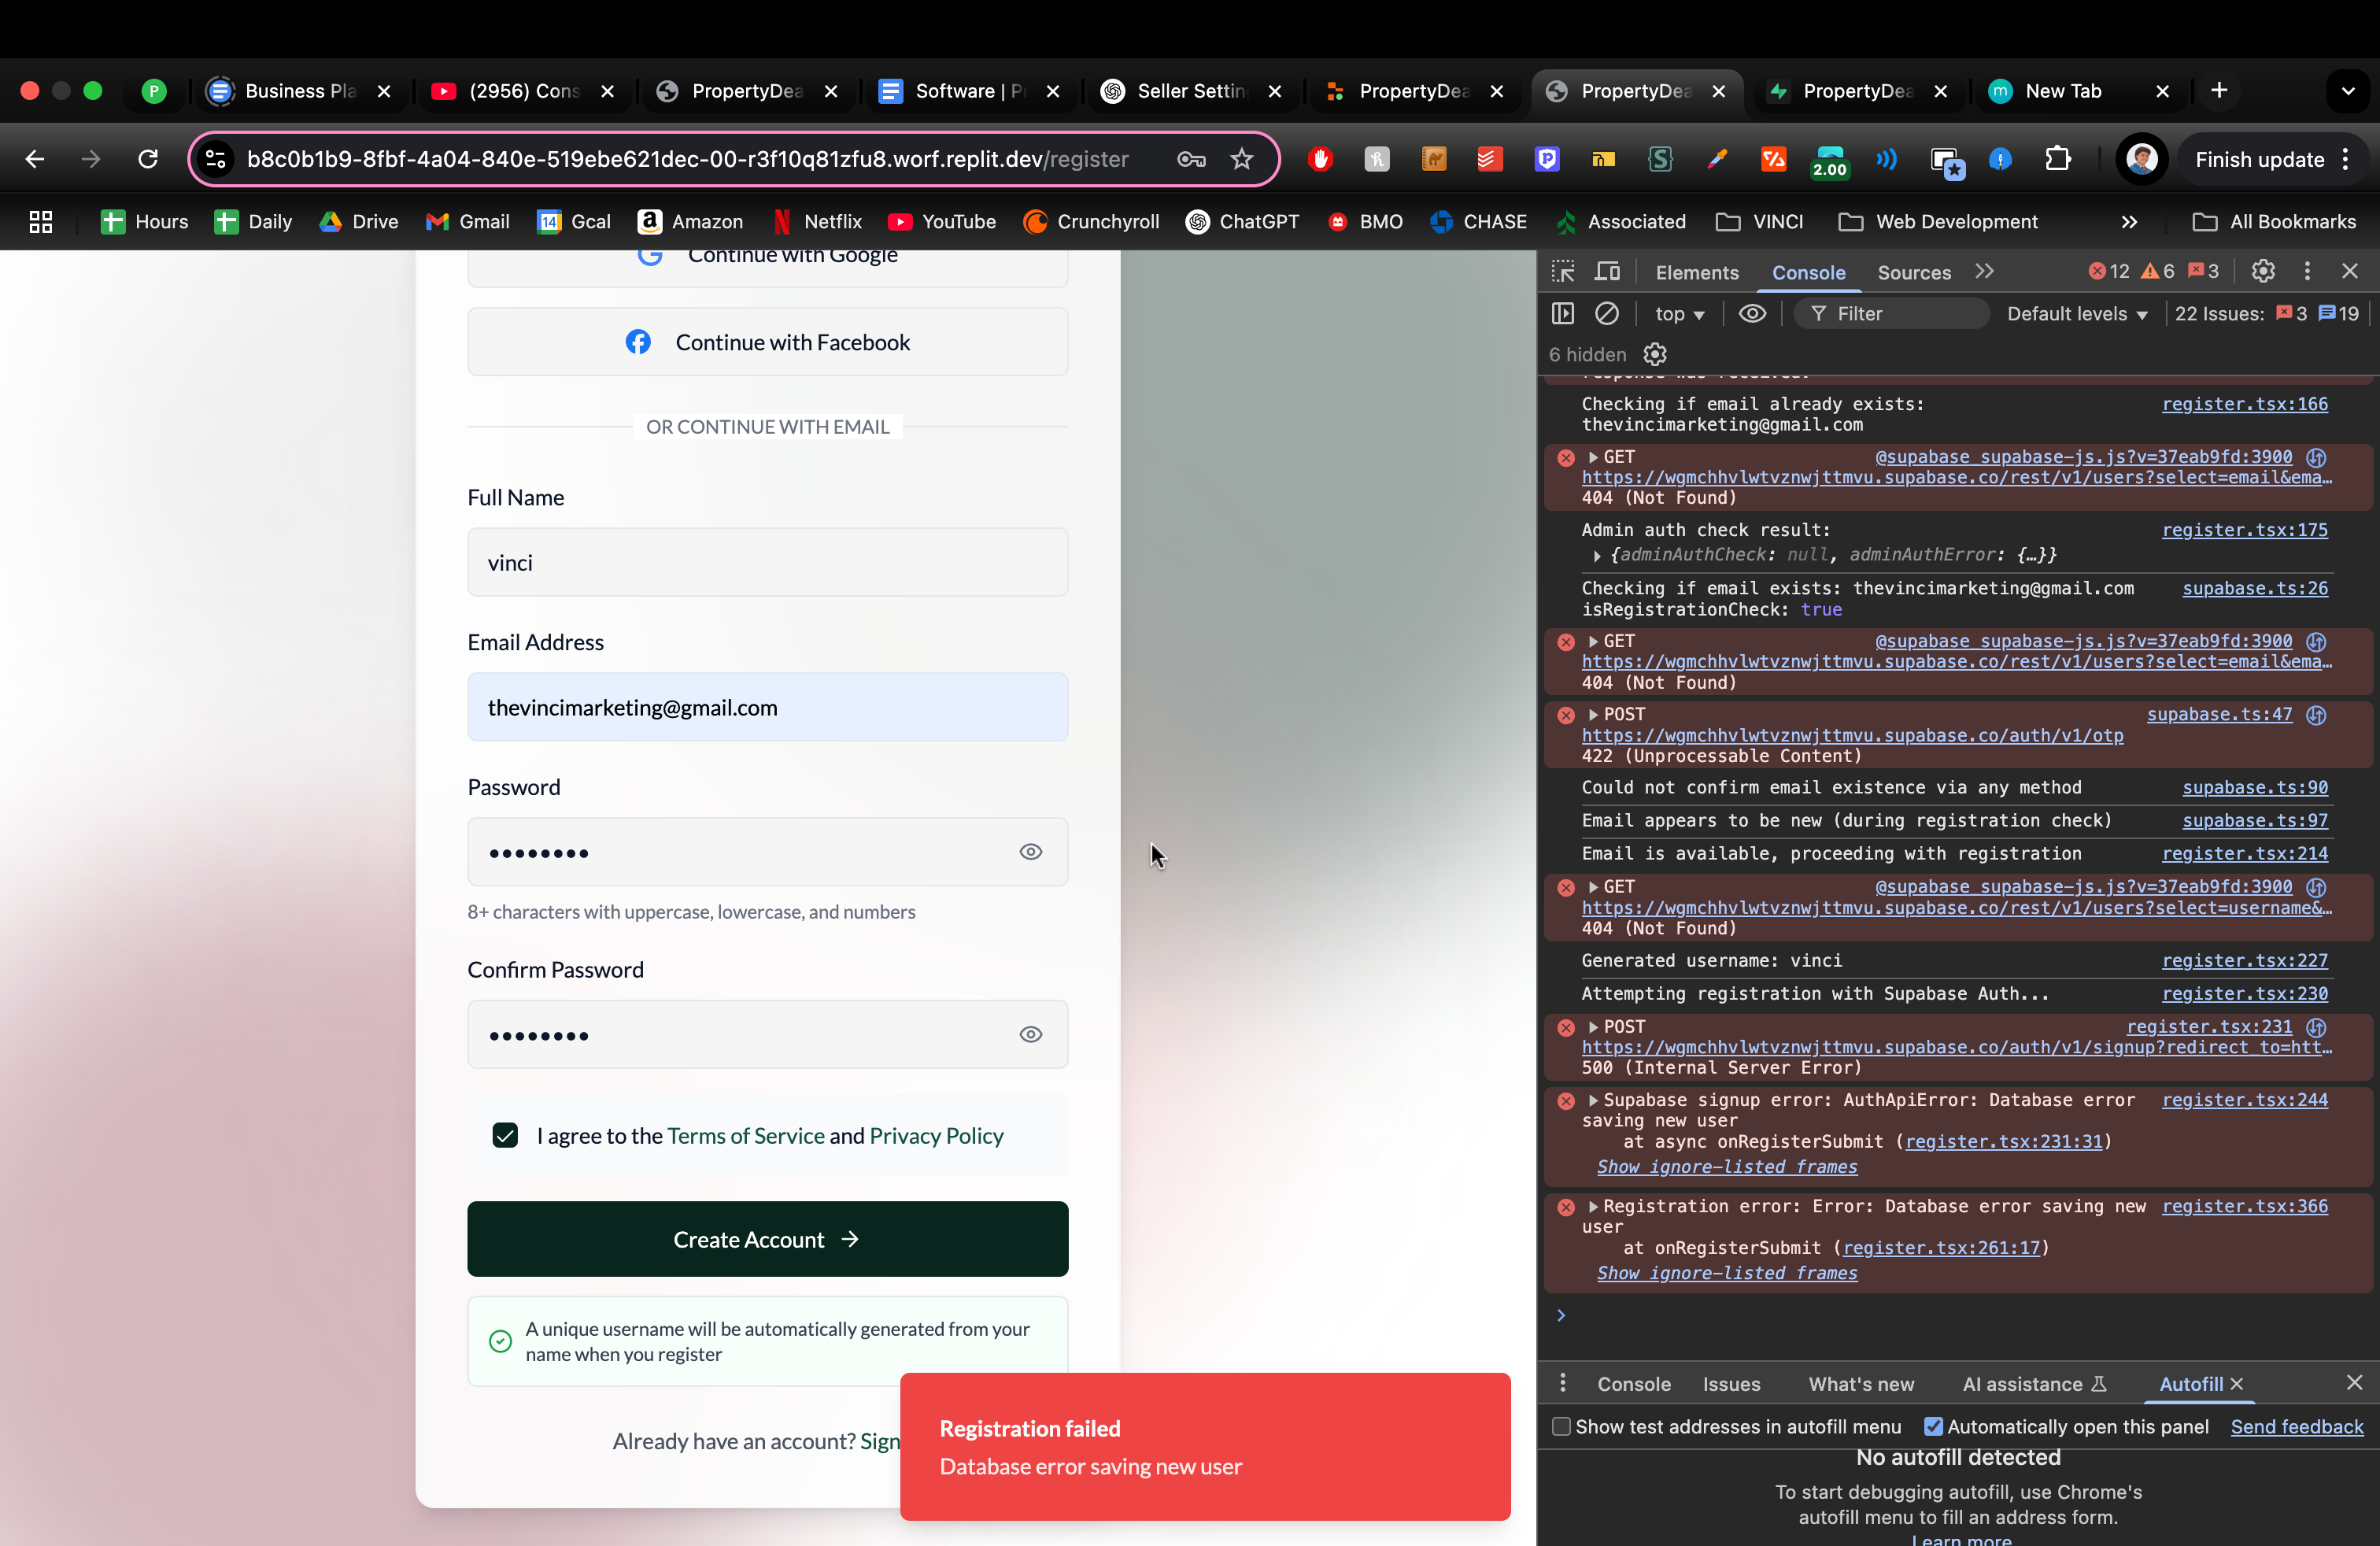 P
Business Pla
(2956) Cons
PropertyDea
Software | P
Seller Settin
PropertyDea
PropertyDea
PropertyDea
New Tab
b8c0b1b9-8fbf-4a04-840e-519ebe621dec-00-r3f10q81zfu8.worf.replit.dev/register
2.00
Finish update
Hours
Daily
Drive
Gmail
14
Gcal
Amazon
Netflix
YouTube
Crunchyroll
ChatGPT
BMO
CHASE
Associated
VINCI
Web Development
All Bookmarks
Continue with Google
Continue with Facebook
OR CONTINUE WITH EMAIL
Full Name
vinci
Email Address
thevincimarketing@gmail.com
Password
8+ characters with uppercase, lowercase, and numbers
Confirm Password
I agree to the Terms of Service and Privacy Policy
Create Account
A unique username will be automatically generated from your
name when you register
Already have an account? Sign
Registration failed
Database error saving new user
Elements Console Sources
12 6 3
top
Filter
Default levels
22 Issues: 3 19
6 hidden
response was received.
Checking if email already exists: register.tsx:166
thevincimarketing@gmail.com
GET @supabase_supabase-js.js?v=37eab9fd:3900
https://wgmchhvlwtvznwjttmvu.supabase.co/rest/v1/users?select=email&ema…
404 (Not Found)
Admin auth check result: register.tsx:175
{adminAuthCheck: null, adminAuthError: {…}}
Checking if email exists: thevincimarketing@gmail.com supabase.ts:26
isRegistrationCheck: true
GET @supabase_supabase-js.js?v=37eab9fd:3900
https://wgmchhvlwtvznwjttmvu.supabase.co/rest/v1/users?select=email&ema…
404 (Not Found)
POST supabase.ts:47
https://wgmchhvlwtvznwjttmvu.supabase.co/auth/v1/otp
422 (Unprocessable Content)
Could not confirm email existence via any method supabase.ts:90
Email appears to be new (during registration check) supabase.ts:97
Email is available, proceeding with registration register.tsx:214
GET @supabase_supabase-js.js?v=37eab9fd:3900
https://wgmchhvlwtvznwjttmvu.supabase.co/rest/v1/users?select=username&…
404 (Not Found)
Generated username: vinci register.tsx:227
Attempting registration with Supabase Auth... register.tsx:230
POST register.tsx:231
https://wgmchhvlwtvznwjttmvu.supabase.co/auth/v1/signup?redirect_to=htt…
500 (Internal Server Error)
Supabase signup error: AuthApiError: Database error register.tsx:244
saving new user
at async onRegisterSubmit (register.tsx:231:31)
Show ignore-listed frames
Registration error: Error: Database error saving new register.tsx:366
user
at onRegisterSubmit (register.tsx:261:17)
Show ignore-listed frames
Console Issues What's new AI assistance Autofill
Show test addresses in autofill menu Automatically open this panel Send feedback
No autofill detected
To start debugging autofill, use Chrome's
autofill menu to fill an address form.
Learn more